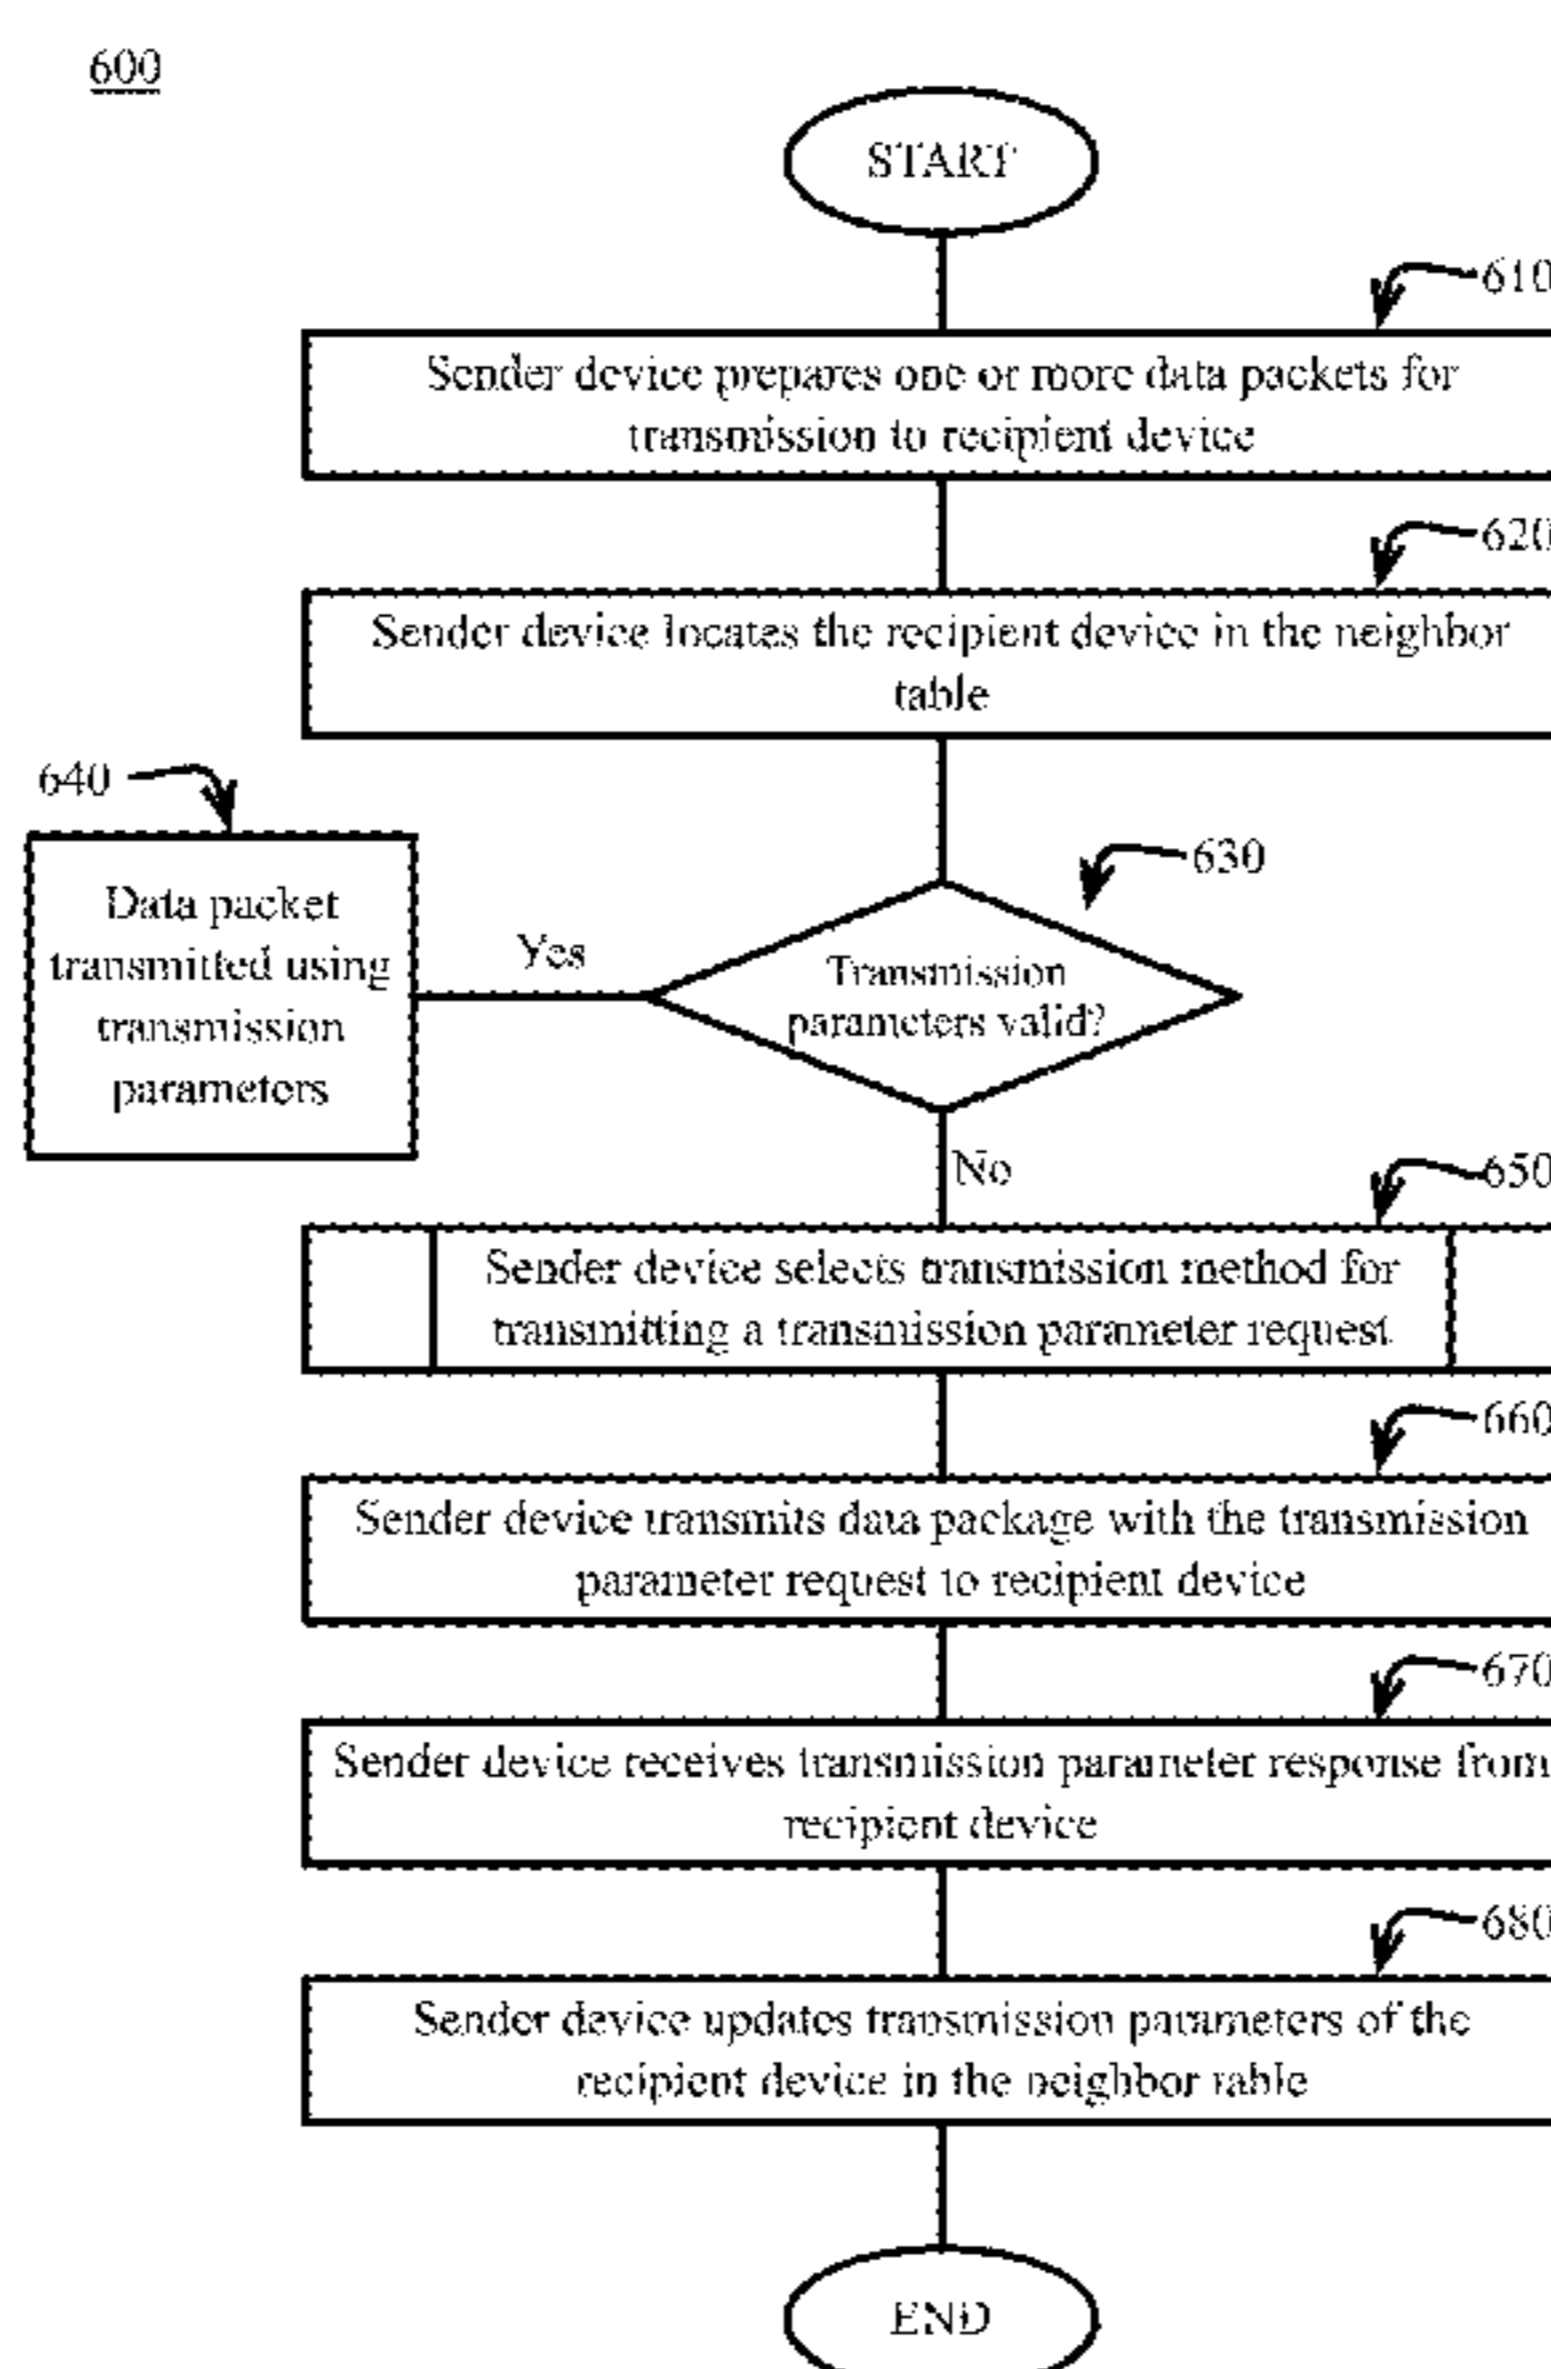 600
START
610
Sender device prepares one or more data packets for
transmission to recipient device
620
Sender device locates the recipient device in the neighbor
table
640
630
Data packet
transmitted using
transmission
parameters
Yes
Transmission
parameters valid?
No
650
Sender device selects transmission method for
transmitting a transmission parameter request
660
Sender device transmits data package with the transmission
parameter request to recipient device
670
Sender device receives transmission parameter response from
recipient device
680
Sender device updates transmission parameters of the
recipient device in the neighbor table
END